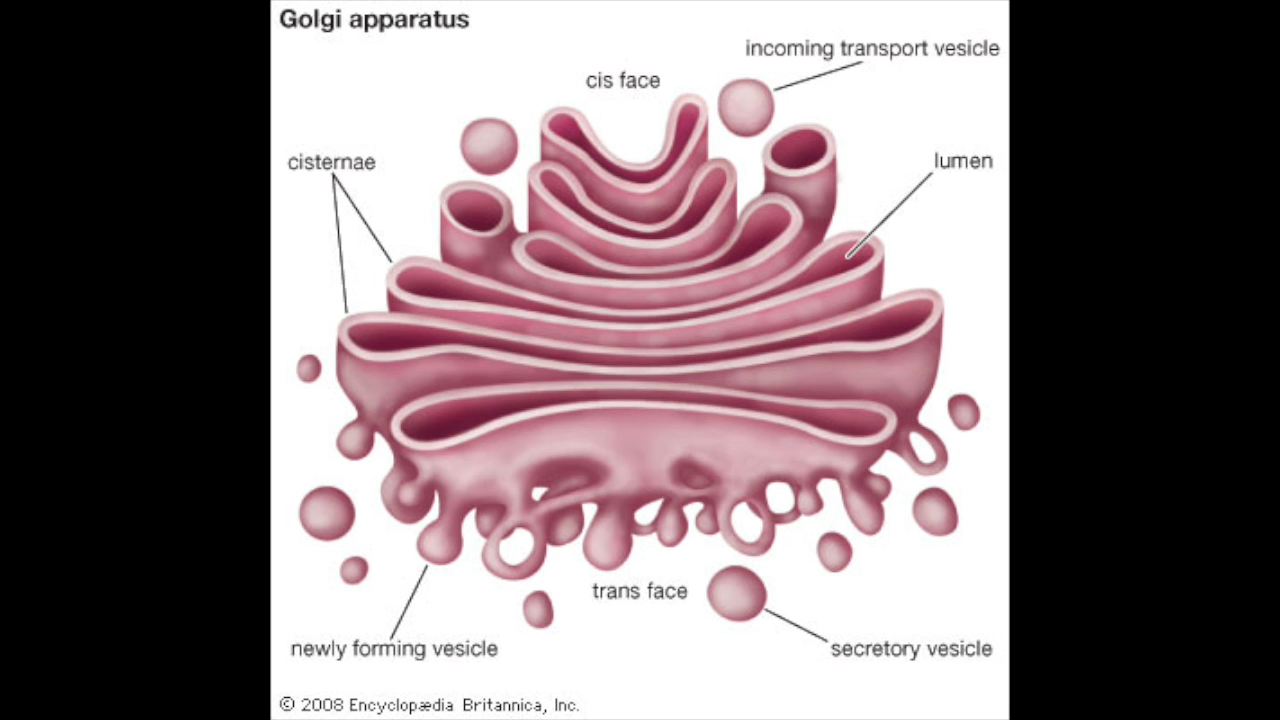 Golgi apparatus
incoming transport vesicle
cis face
cisternae
lumen
trans face
newly forming vesicle
secretory vesicle
© 2008 Encyclopædia Britannica, Inc.